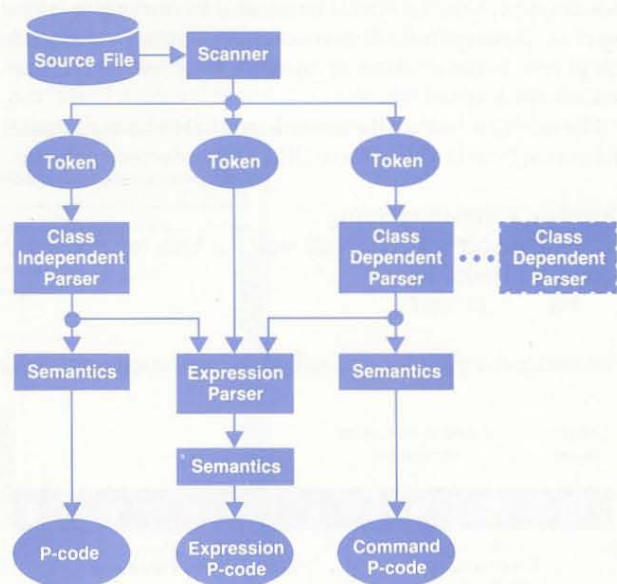 Source File
Scanner
Token
Token
Token
Class
Independent
Parser
Class
Dependent
Parser
Class
Dependent
Parser
Semantics
Expression
Parser
Semantics
Semantics
P-code
Expression
P-code
Command
P-code